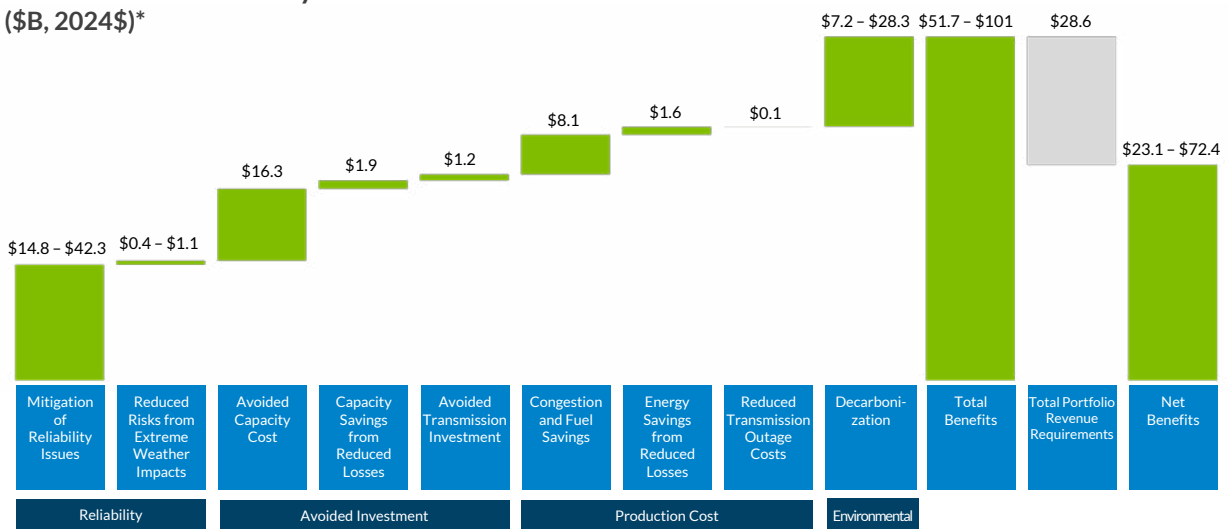 ($B, 2024$)*
$7.2 – $28.3
$51.7 – $101
$28.6
$8.1
$1.6
$0.1
$23.1 – $72.4
$16.3
$1.9
$1.2
$14.8 – $42.3
$0.4 – $1.1
Mitigation
of
Reliability
Issues
Reduced
Risks from
Extreme
Weather
Impacts
Avoided
Capacity
Cost
Capacity
Savings
from
Reduced
Losses
Avoided
Transmission
Investment
Congestion
and Fuel
Savings
Energy
Savings
from
Reduced
Losses
Reduced
Transmission
Outage
Costs
Decarboni-
zation
Total
Benefits
Total Portfolio
Revenue
Requirements
Net
Benefits
Reliability
Avoided Investment
Production Cost
Environmental